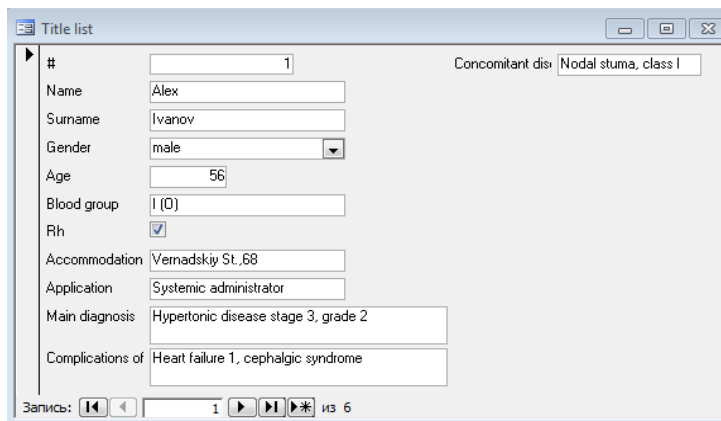 Title list
# 1
Concomitant dis Nodal stuma, class I
Name Alex
Surname Ivanov
Gender male
Age 56
Blood group I (O)
Rh
Accommodation Vernadskiy St.,68
Application Systemic administrator
Main diagnosis Hypertonic disease stage 3, grade 2
Complications of Heart failure 1, cephalgic syndrome
Запись: 1 из 6